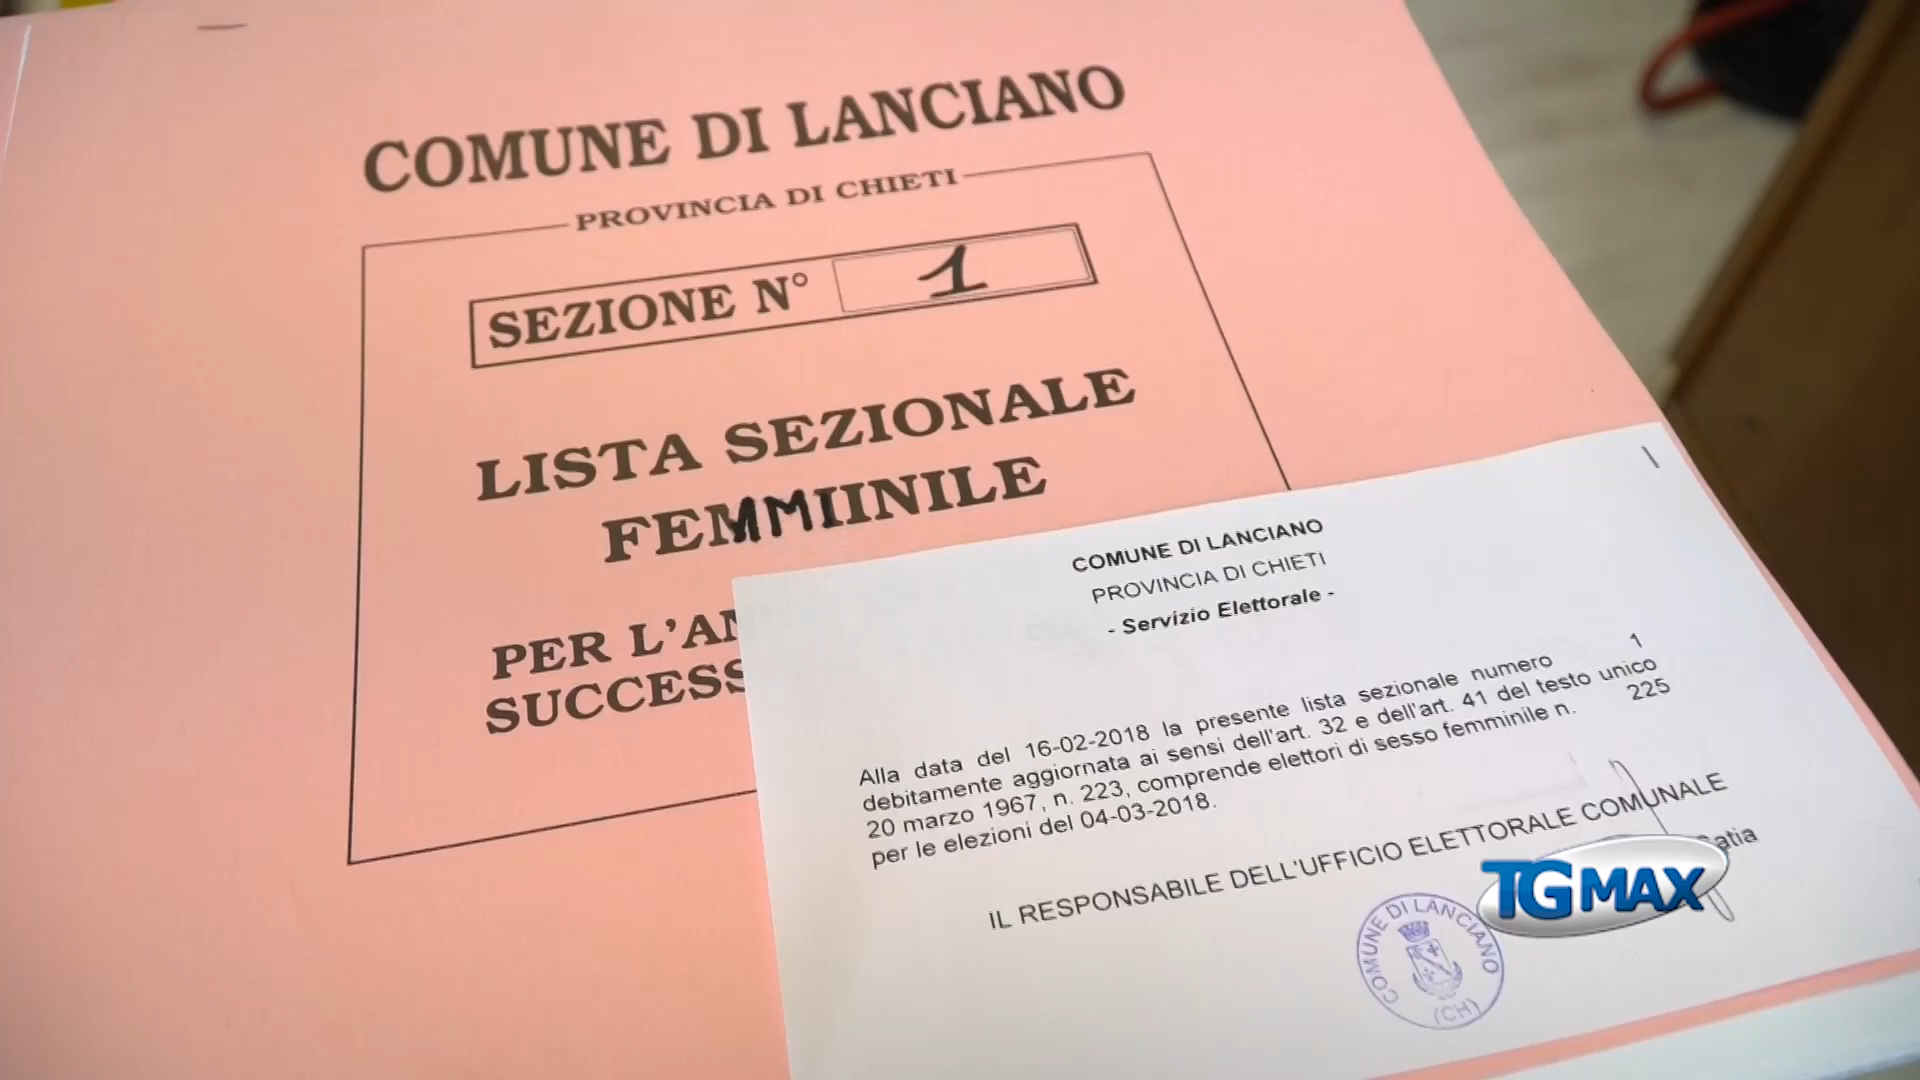 COMUNE DI LANCIANO
PROVINCIA DI CHIETI
SEZIONE N° 1
LISTA SEZIONALE
FEMMIINILE
PER L'AN
SUCCESS
COMUNE DI LANCIANO
PROVINCIA DI CHIETI
- Servizio Elettorale -
Alla data del 16-02-2018 la presente lista sezionale numero 1
debitamente aggiornata ai sensi dell'art. 32 e dell'art. 41 del testo unico
20 marzo 1967, n. 223, comprende elettori di sesso femminile n. 225
per le elezioni del 04-03-2018.
IL RESPONSABILE DELL'UFFICIO ELETTORALE COMUNALE
TG MAX
COMUNE DI LANCIANO
(CH)